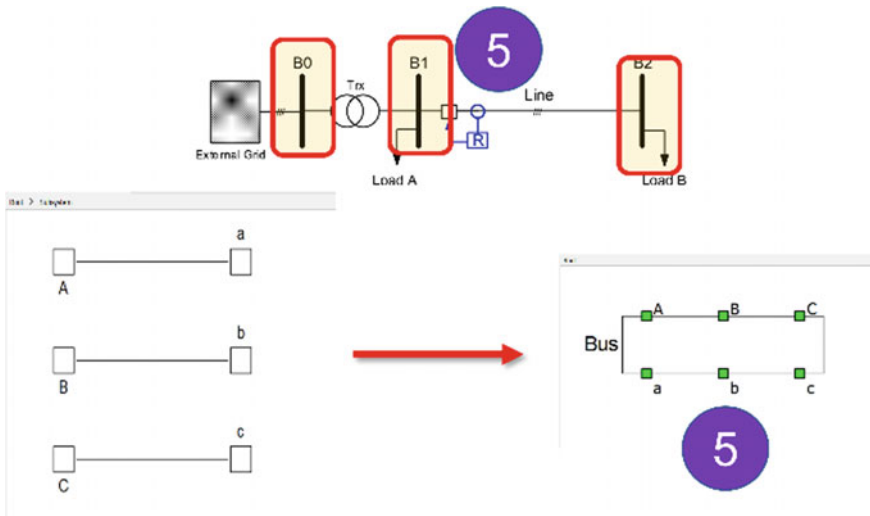 5
B0
B1
B2
Trx
Line
R
External Grid
Load A
Load B
a
A
b
B
c
C
A B C
Bus
a b c
5